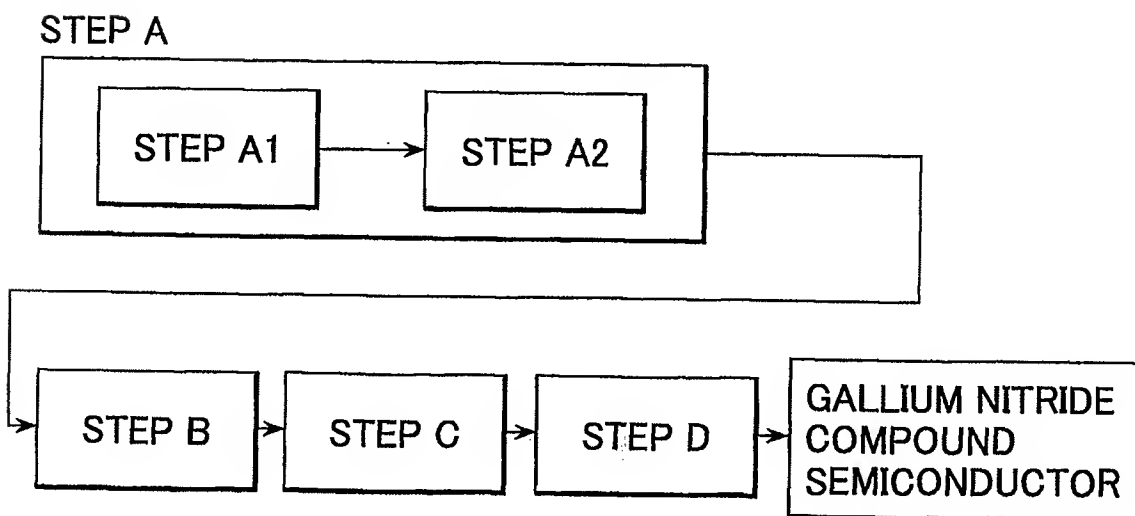 STEP A
STEP A1
STEP A2
STEP B
STEP C
STEP D
GALLIUM NITRIDE
COMPOUND
SEMICONDUCTOR